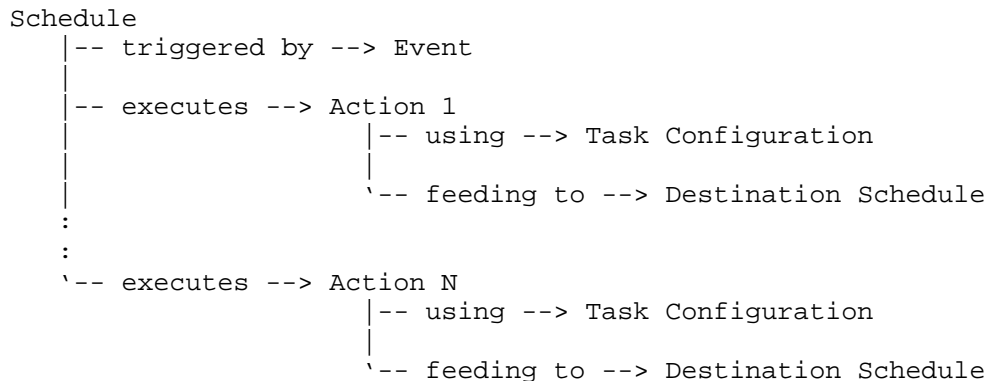 Schedule
    |-- triggered by --> Event
    |
    |-- executes --> Action 1
    |                  |-- using --> Task Configuration
    |                  |
    |                  `-- feeding to --> Destination Schedule
    :
    :
    `-- executes --> Action N
                       |-- using --> Task Configuration
                       |
                       `-- feeding to --> Destination Schedule